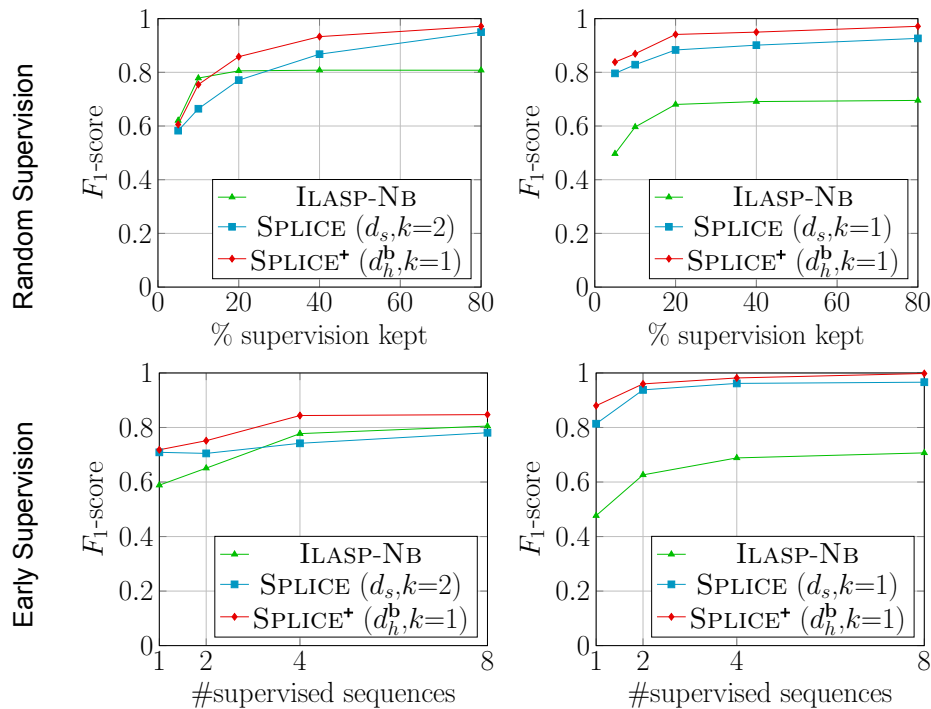 Random Supervision
F₁-score
1
0.8
0.6
0.4
0.2
0
ILASP-NB
SPLICE (dₛ,k=2)
SPLICE⁺ (d_h^b,k=1)
0 20 40 60 80
% supervision kept
F₁-score
1
0.8
0.6
0.4
0.2
0
ILASP-NB
SPLICE (dₛ,k=1)
SPLICE⁺ (d_h^b,k=1)
0 20 40 60 80
% supervision kept
Early Supervision
F₁-score
1
0.8
0.6
0.4
0.2
0
ILASP-NB
SPLICE (dₛ,k=2)
SPLICE⁺ (d_h^b,k=1)
1 2 4 8
#supervised sequences
F₁-score
1
0.8
0.6
0.4
0.2
0
ILASP-NB
SPLICE (dₛ,k=1)
SPLICE⁺ (d_h^b,k=1)
1 2 4 8
#supervised sequences